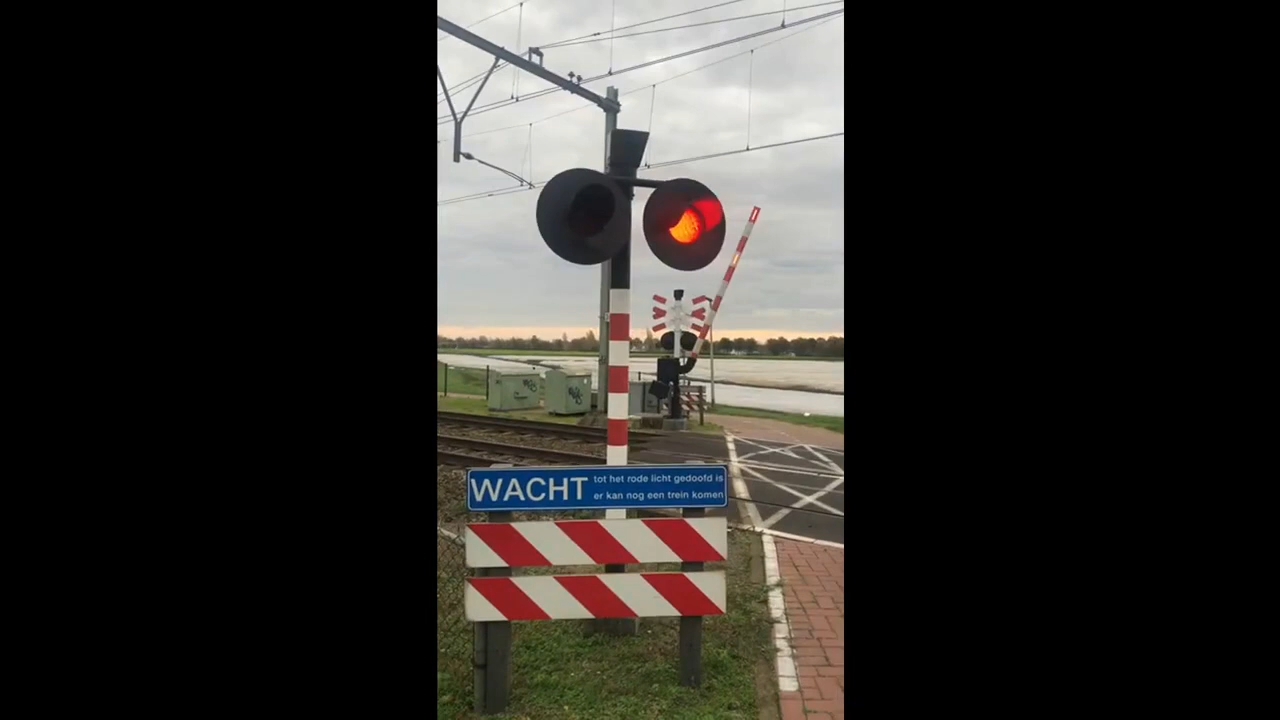 WACHT
tot het rode licht gedoofd is
er kan nog een trein komen